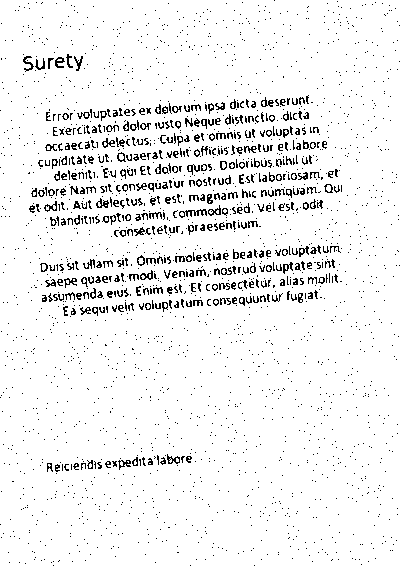 Surety
Error voluptates ex dolorum ipsa dicta deserunt.
Exercitation dolor iusto Neque distinctio. dicta
occaecati delectus,. Culpa et omnis ut voluptas in
cupiditate ut. Quaerat velit officiis tenetur et labore
deleniti. Eu qui Et dolor quos. Doloribus nihil ut
dolore Nam sit consequatur nostrud. Est laboriosam, et
et odit. Aut delectus, et est, magnam hic numquam. Qui
blanditiis optio animi, commodo sed. Vel est, odit
consectetur, praesentium.
Duis sit ullam sit. Omnis molestiae beatae voluptatum
saepe quaerat modi. Veniam, nostrud voluptate sint
assumenda eius. Enim est, Et consectetur, alias mollit.
Ea sequi velit voluptatum consequuntur fugiat.
Reiciendis expedita labore